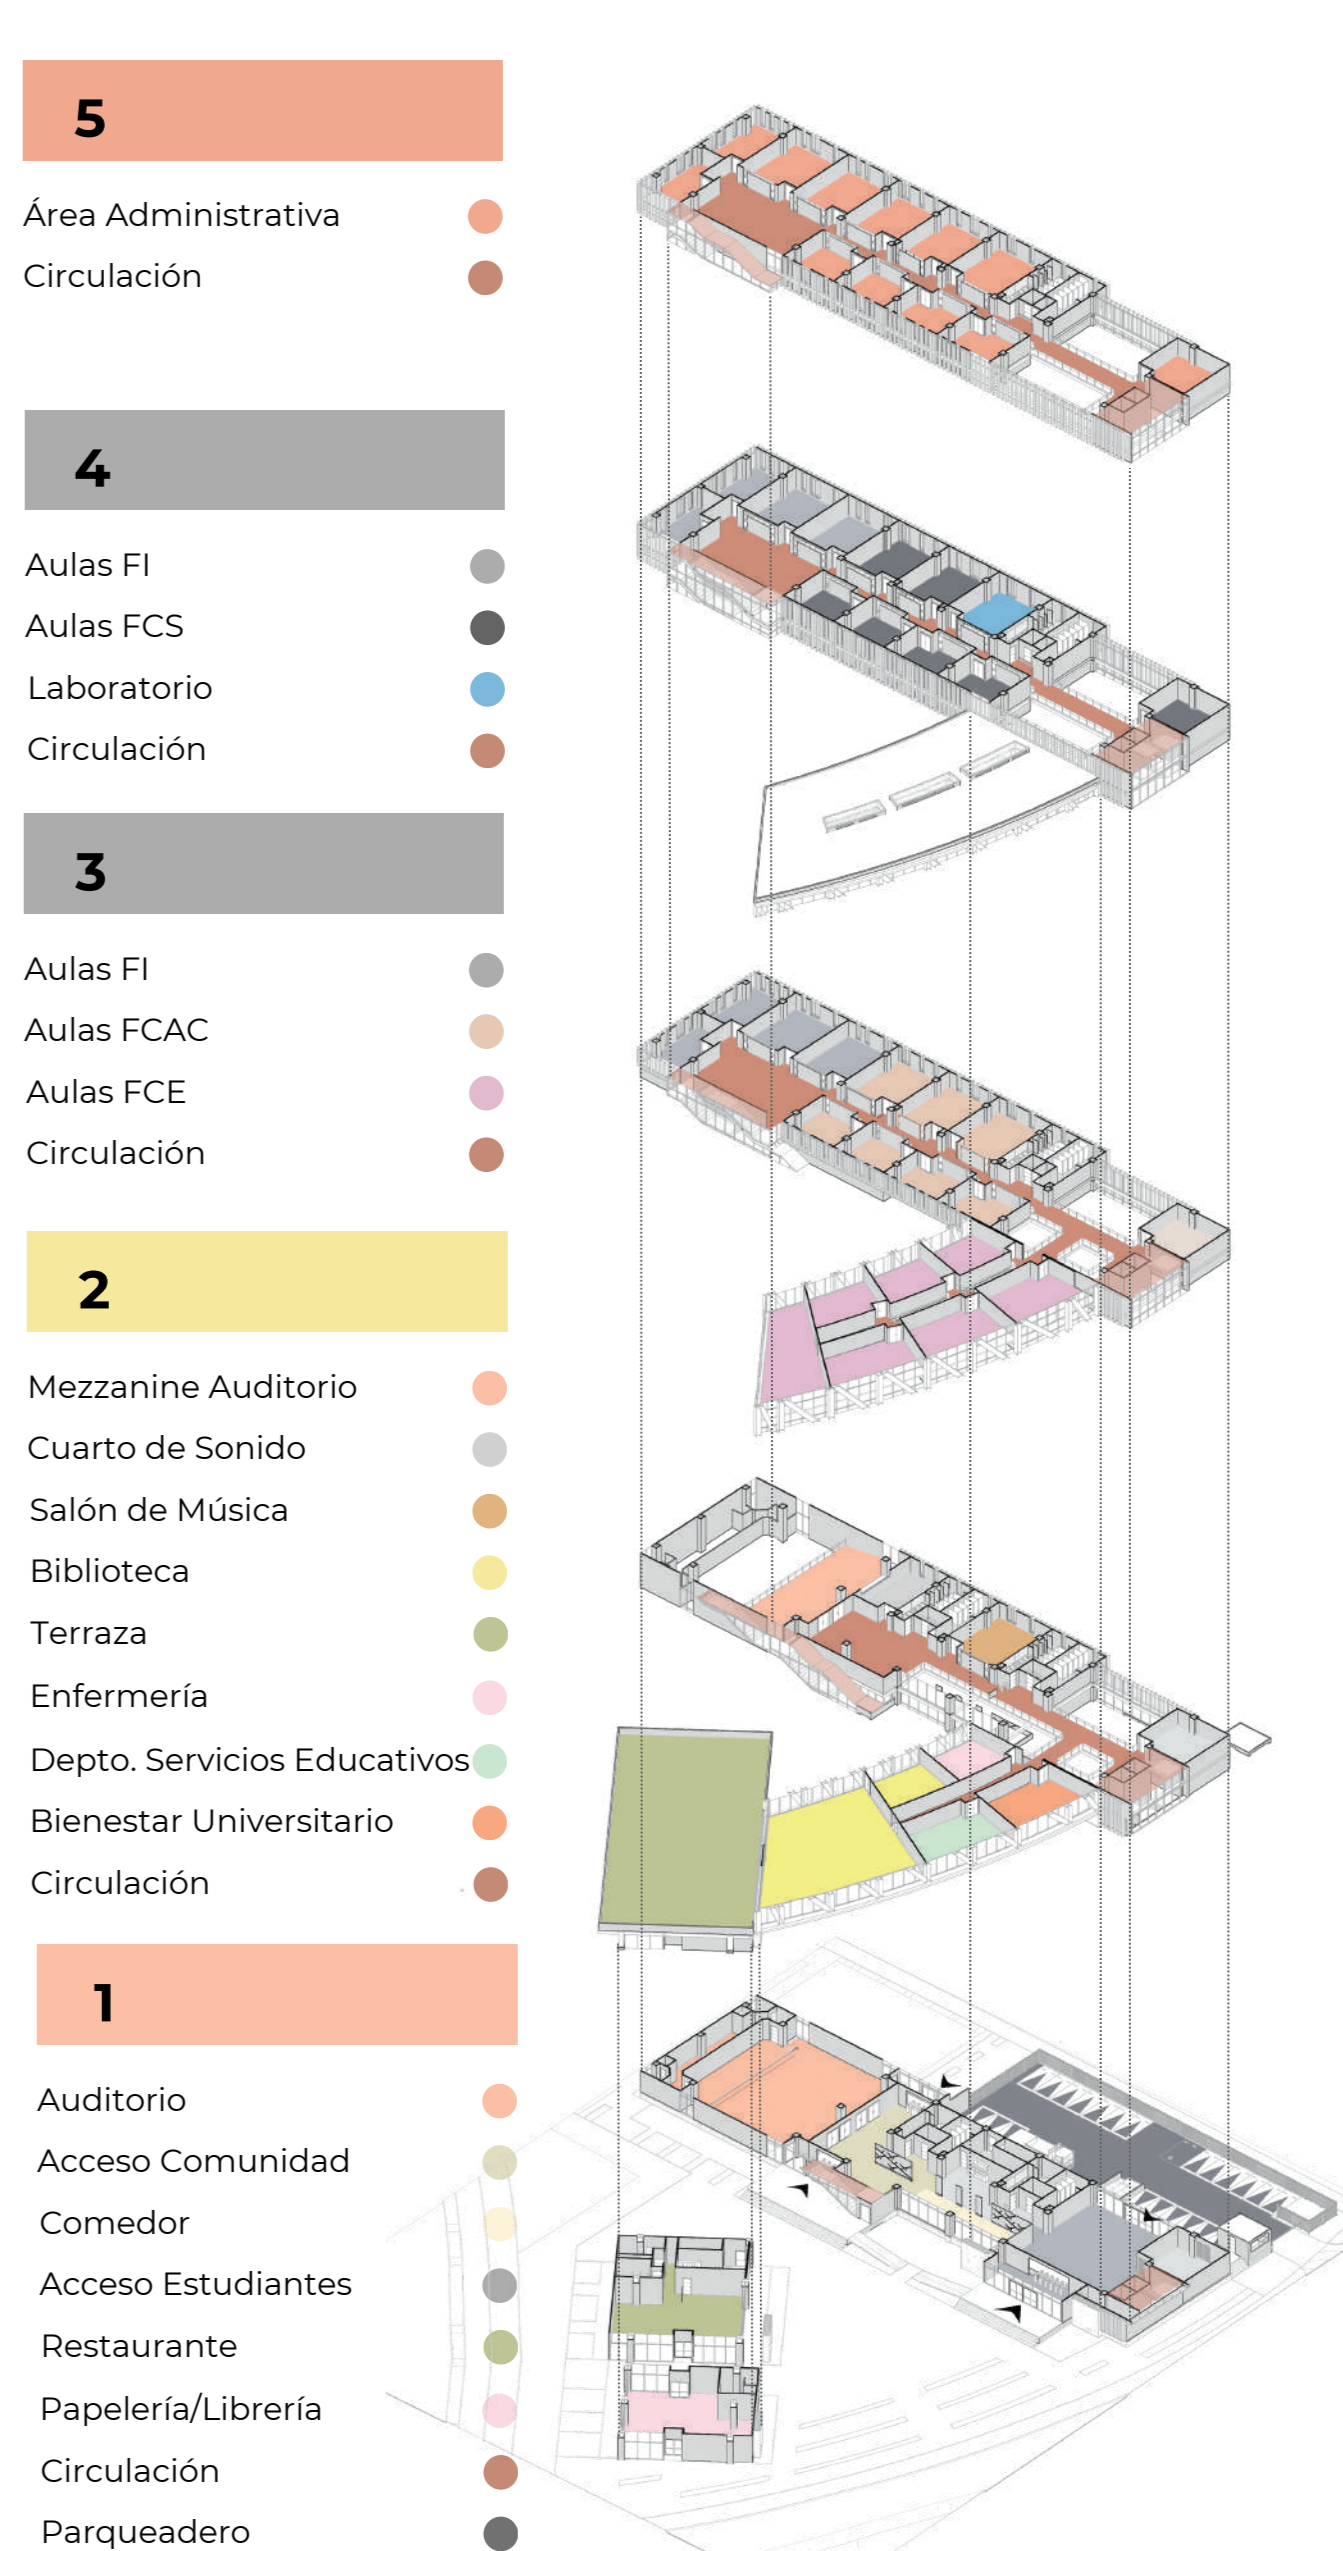 5
Área Administrativa
Circulación
4
Aulas FI
Aulas FCS
Laboratorio
Circulación
3
Aulas FI
Aulas FCAC
Aulas FCE
Circulación
2
Mezzanine Auditorio
Cuarto de Sonido
Salón de Música
Biblioteca
Terraza
Enfermería
Depto. Servicios Educativos
Bienestar Universitario
Circulación
1
Auditorio
Acceso Comunidad
Comedor
Acceso Estudiantes
Restaurante
Papelería/Librería
Circulación
Parqueadero